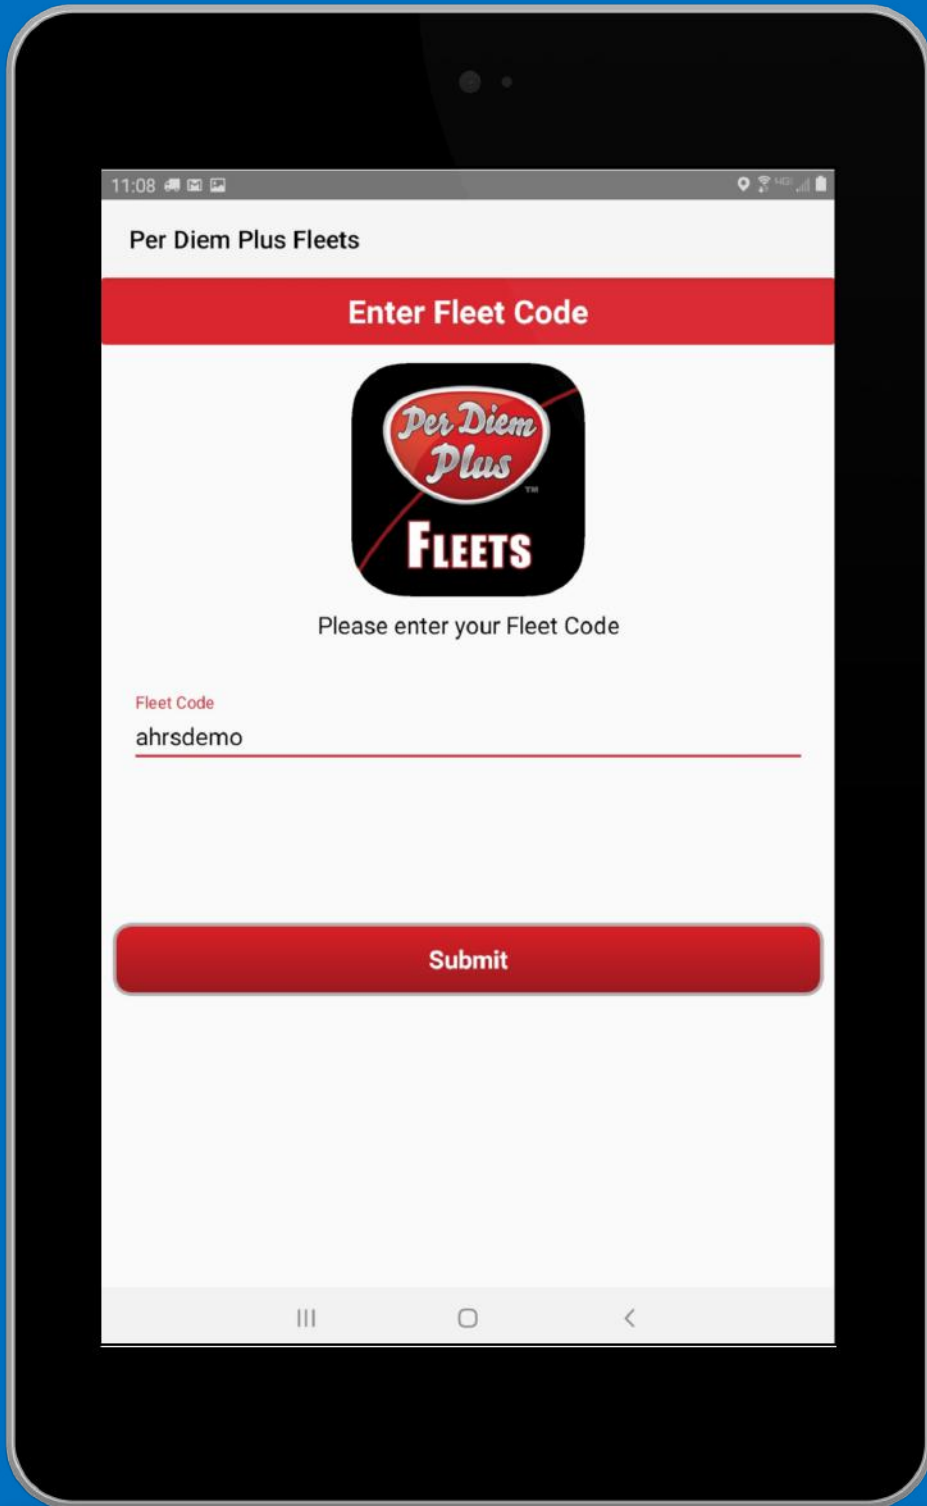 11:08
Per Diem Plus Fleets
Enter Fleet Code
Per Diem
Plus
TM
FLEETS
Please enter your Fleet Code
Fleet Code
ahrsdemo
Submit